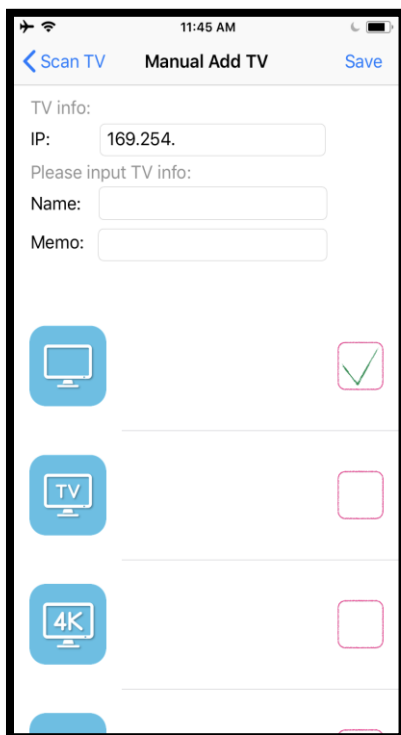 11:45 AM
Scan TV Manual Add TV Save
TV info:
IP: 169.254.
Please input TV info:
Name:
Memo:
TV
4K